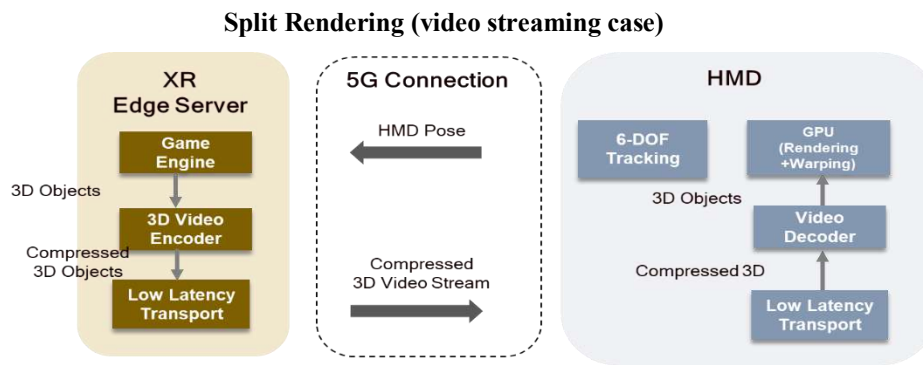 Split Rendering (video streaming case)
XR
Edge Server
Game
Engine
3D Objects
3D Video
Encoder
Compressed
3D Objects
Low Latency
Transport
5G Connection
HMD Pose
Compressed
3D Video Stream
HMD
6-DOF
Tracking
GPU
(Rendering
+Warping)
3D Objects
Video
Decoder
Compressed 3D
Low Latency
Transport